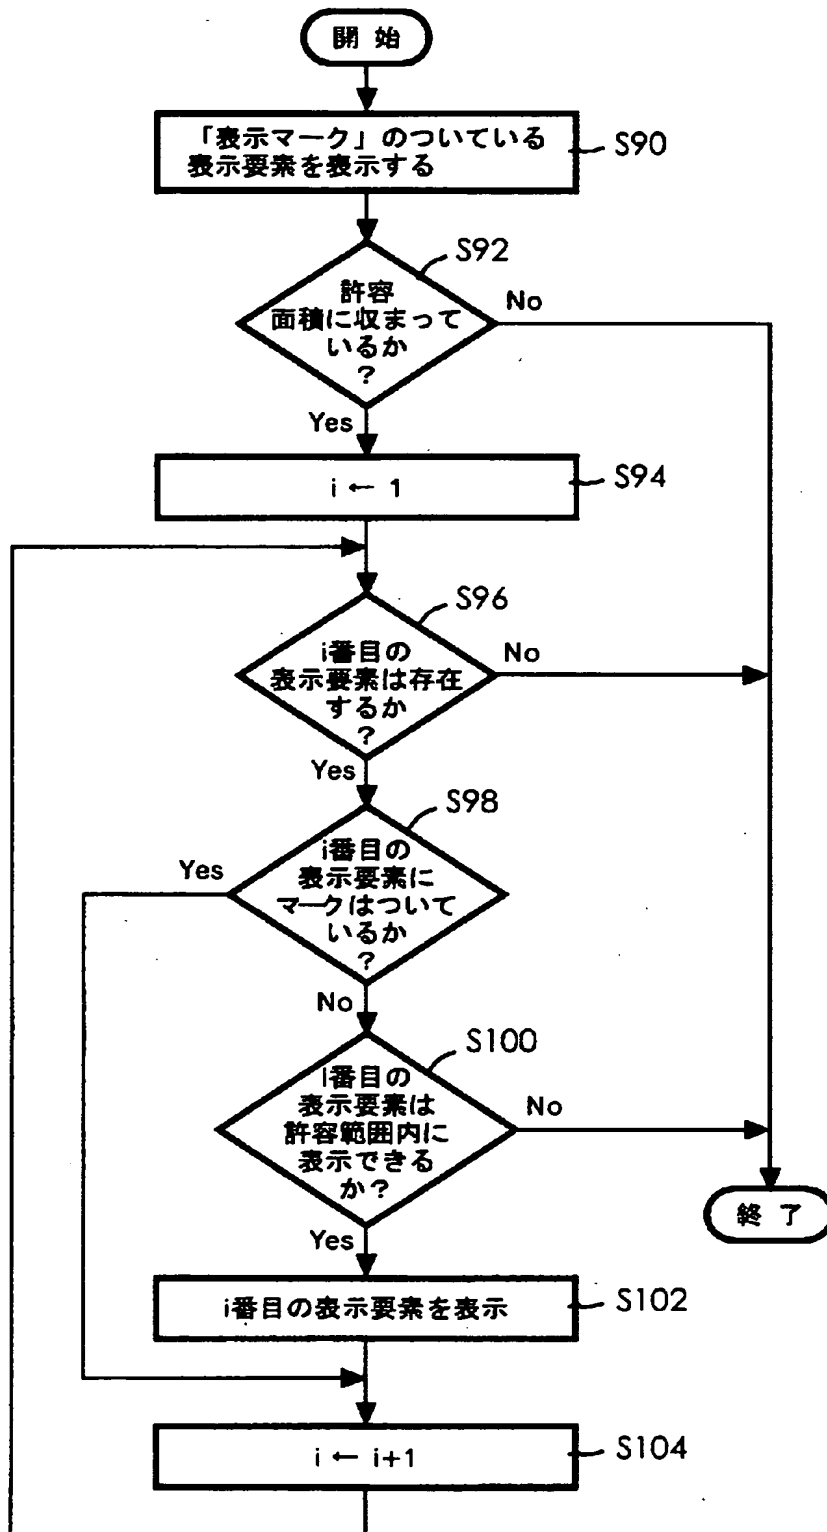 開始
「表示マーク」のついている
表示要素を表示する
S90
S92
許容
面積に収まって
いるか
?
No
Yes
i ← 1
S94
S96
i番目の
表示要素は存在
するか
?
No
Yes
S98
i番目の
表示要素に
マークはついて
いるか
?
Yes
No
S100
i番目の
表示要素は
許容範囲内に
表示できる
か?
No
終了
Yes
i番目の表示要素を表示
S102
i ← i+1
S104